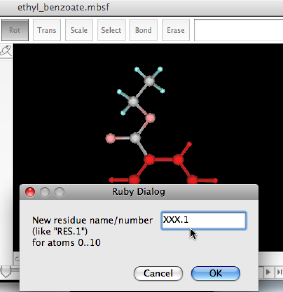 ethyl_benzoate.mbsf
Rot Trans Scale Select Bond Erase
Ruby Dialog
New residue name/number
(like "RES.1")
for atoms 0..10
XXX.1
Cancel OK